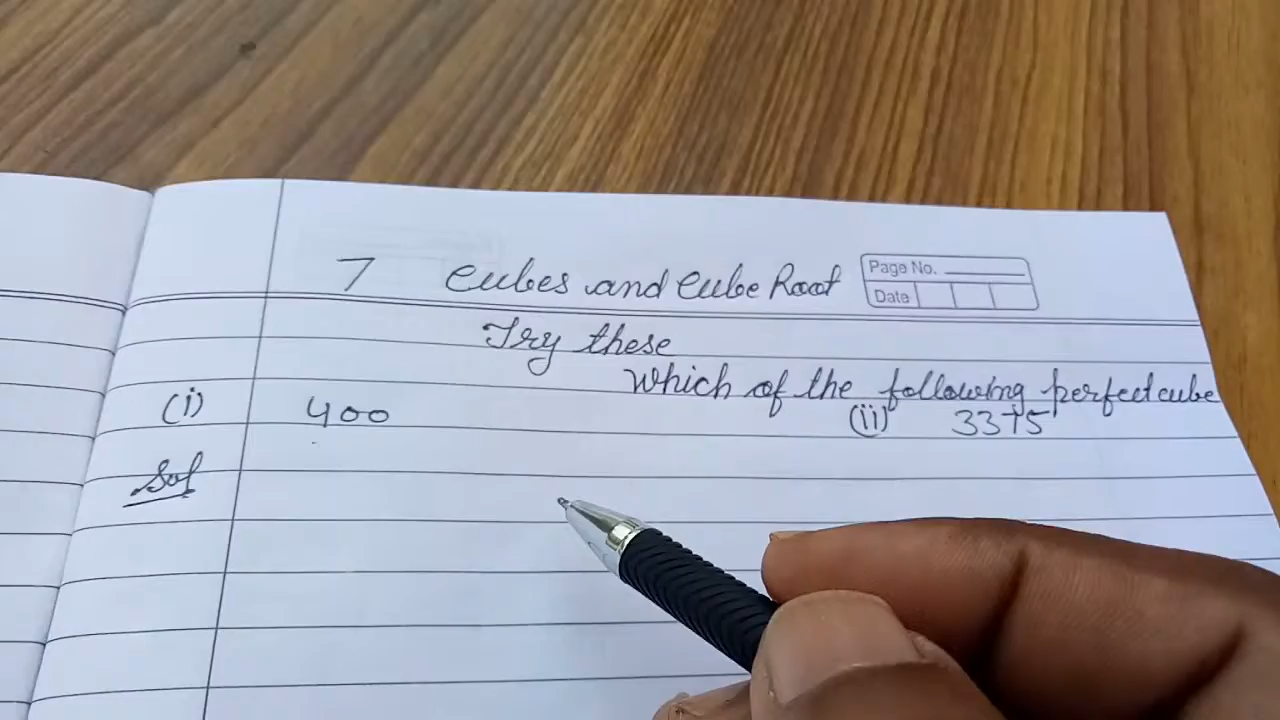 7 Cubes and Cube Root
Page No.
Date
Try these
Which of the following perfect cube
(i) 400 (ii) 3375
Sol